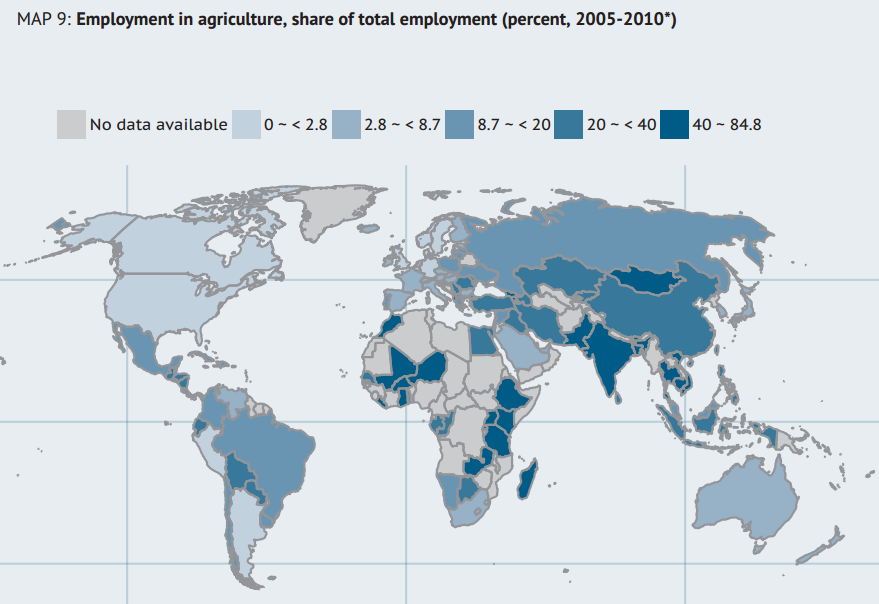 MAP 9: Employment in agriculture, share of total employment (percent, 2005-2010*)
No data available 0 ~ < 2.8 2.8 ~ < 8.7 8.7 ~ < 20 20 ~ < 40 40 ~ 84.8